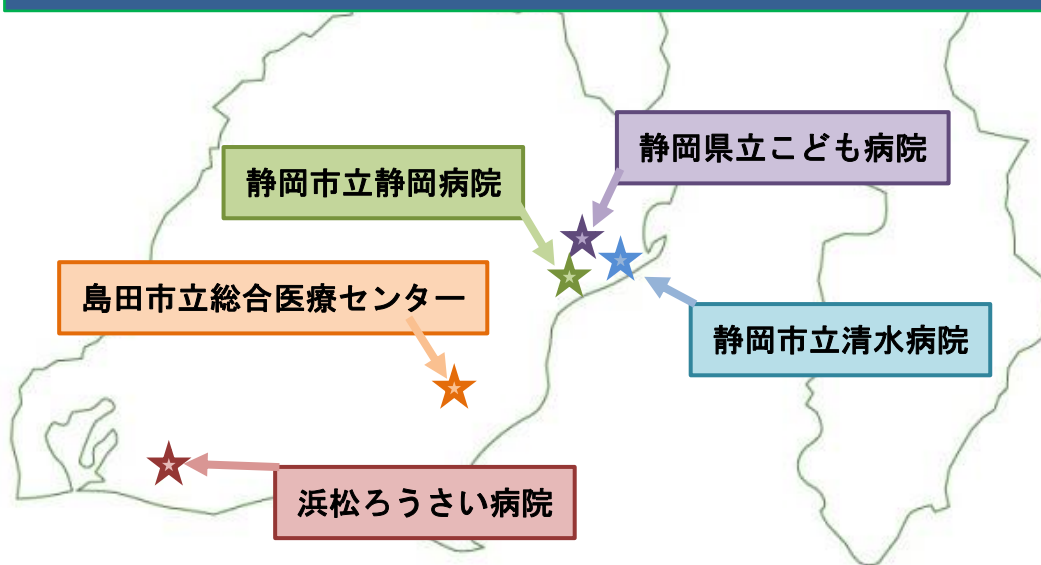 静岡県立こども病院
静岡市立静岡病院
島田市立総合医療センター
静岡市立清水病院
浜松ろうさい病院